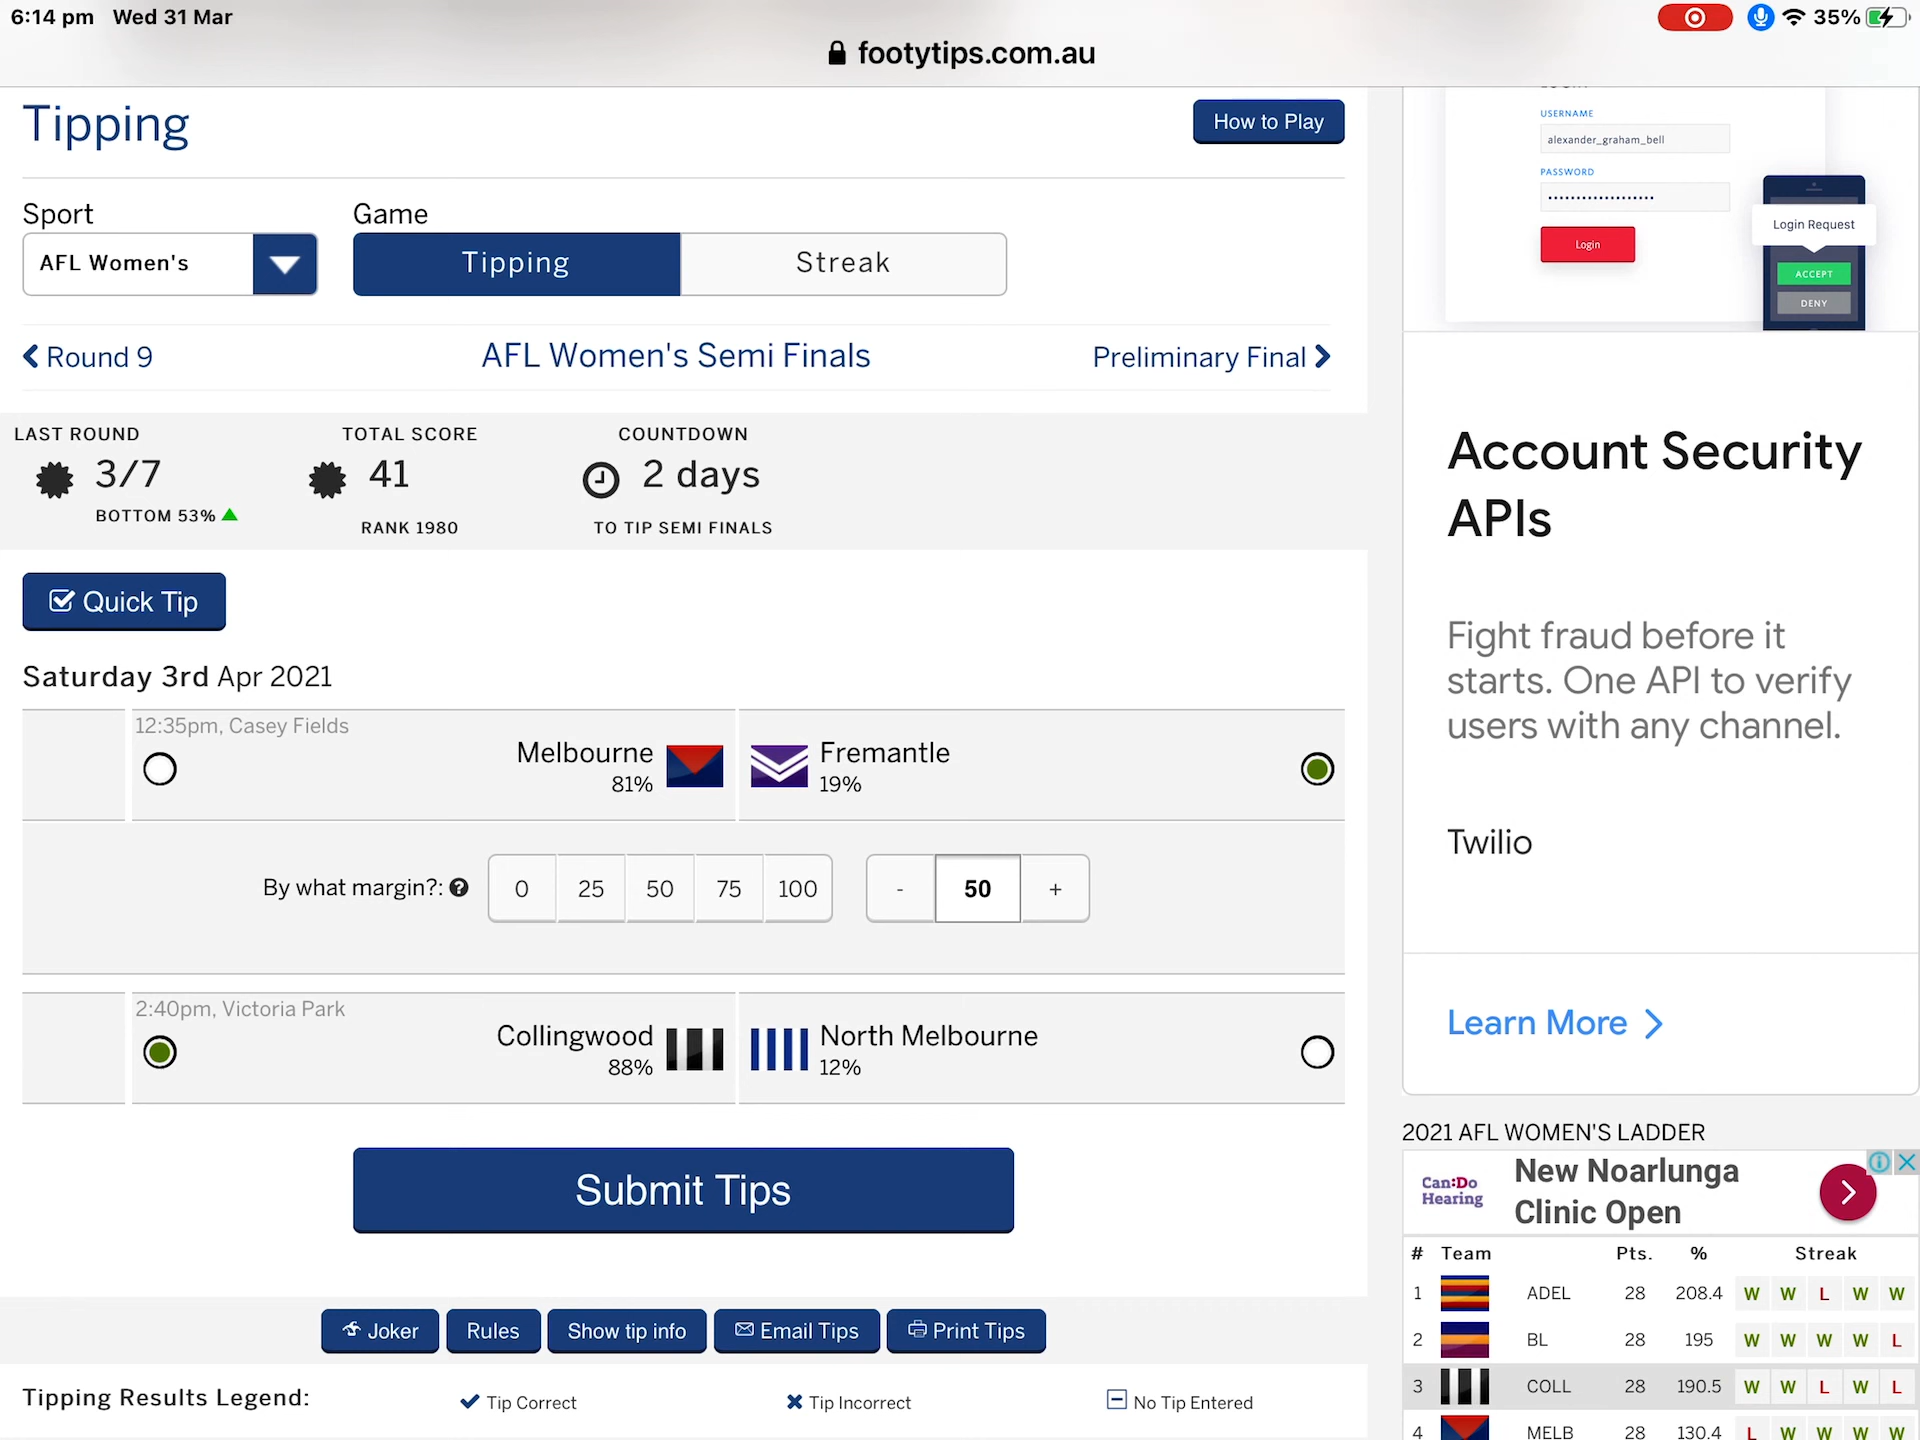 6:14 pm Wed 31 Mar
35%
footytips.com.au
Tipping
How to Play
Sport
Game
AFL Women's
Tipping
Streak
Round 9
AFL Women's Semi Finals
Preliminary Final
LAST ROUND
3/7
BOTTOM 53%
TOTAL SCORE
41
RANK 1980
COUNTDOWN
2 days
TO TIP SEMI FINALS
Quick Tip
Saturday 3rd Apr 2021
12:35pm, Casey Fields
Melbourne
81%
Fremantle
19%
By what margin?:
0 25 50 75 100
- 50 +
2:40pm, Victoria Park
Collingwood
88%
North Melbourne
12%
Submit Tips
Joker
Rules
Show tip info
Email Tips
Print Tips
Tipping Results Legend:
Tip Correct
Tip Incorrect
No Tip Entered
USERNAME
alexander_graham_bell
PASSWORD
Login
Login Request
ACCEPT
DENY
Account Security
APIs
Fight fraud before it
starts. One API to verify
users with any channel.
Twilio
Learn More
2021 AFL WOMEN'S LADDER
Can:Do
Hearing
New Noarlunga
Clinic Open
# Team Pts. % Streak
1 ADEL 28 208.4 W W L W W
2 BL 28 195 W W W W L
3 COLL 28 190.5 W W L W L
4 MELB 28 130.4 L W W W W